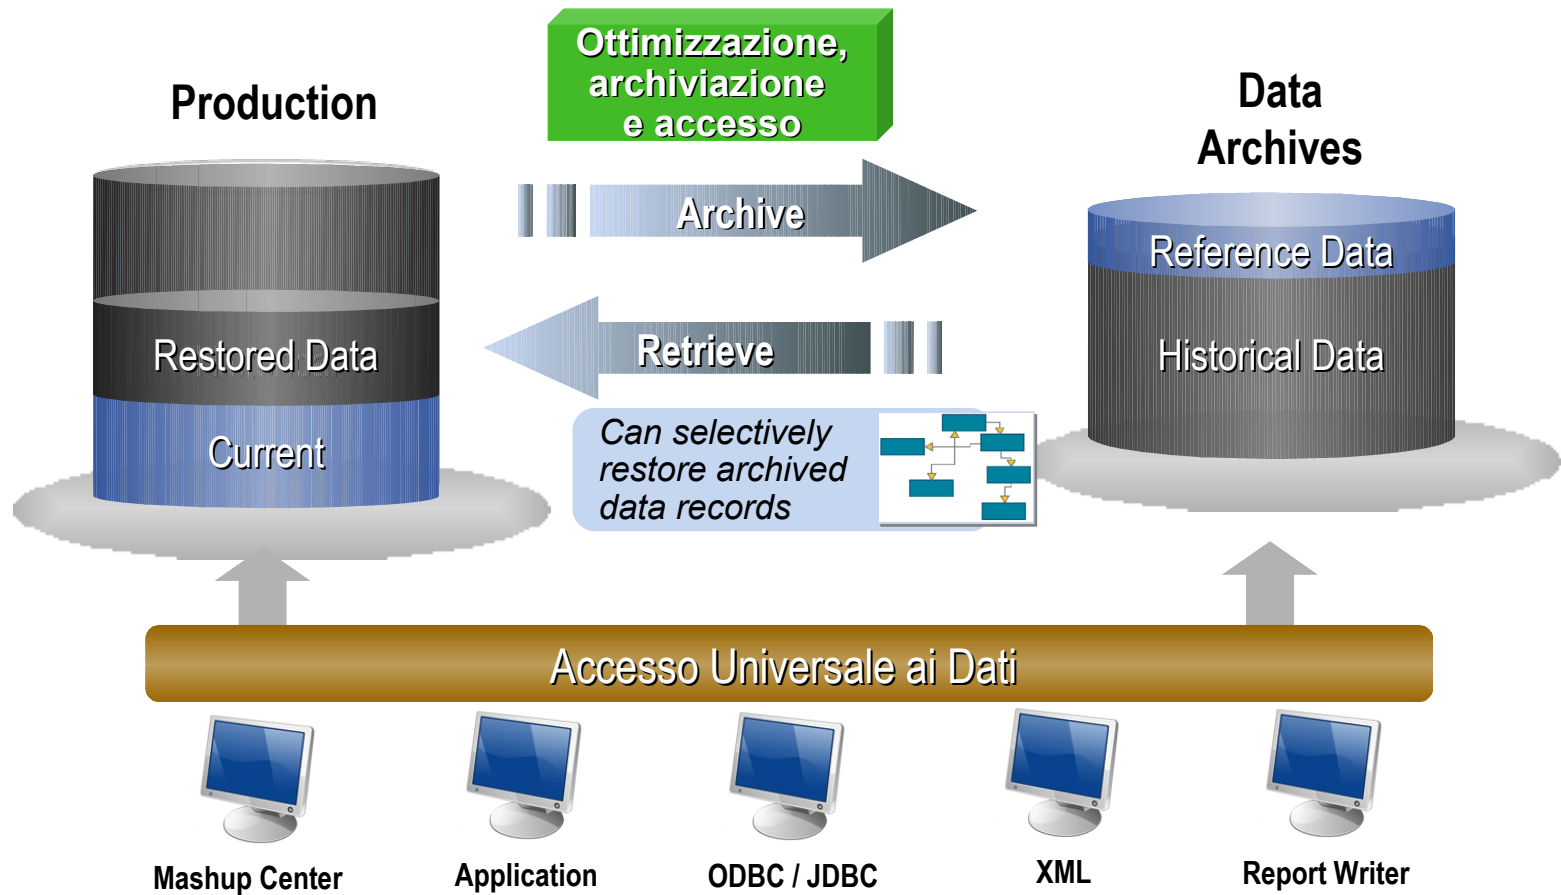 Ottimizzazione,
archiviazione
e accesso
Production
Data
Archives
Archive
Reference Data
Retrieve
Restored Data
Historical Data
Can selectively
restore archived
data records
Current
Accesso Universale ai Dati
Mashup Center
Application
ODBC / JDBC
XML
Report Writer